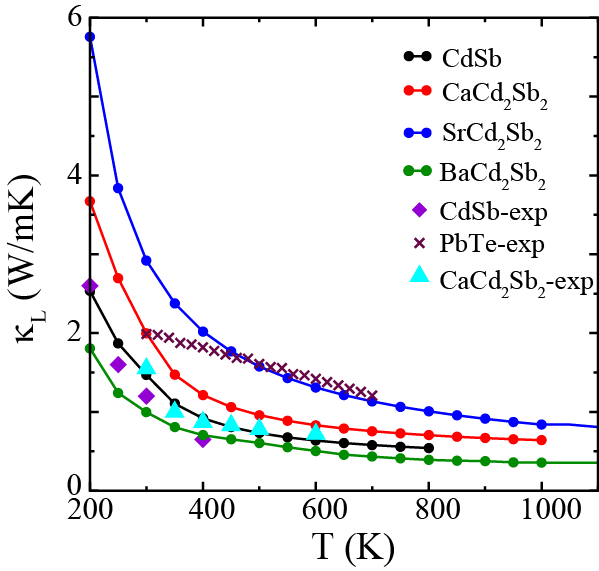 6
4
2
0
κL (W/mK)
200
400
600
800
1000
T (K)
CdSb
CaCd2Sb2
SrCd2Sb2
BaCd2Sb2
CdSb-exp
PbTe-exp
CaCd2Sb2-exp